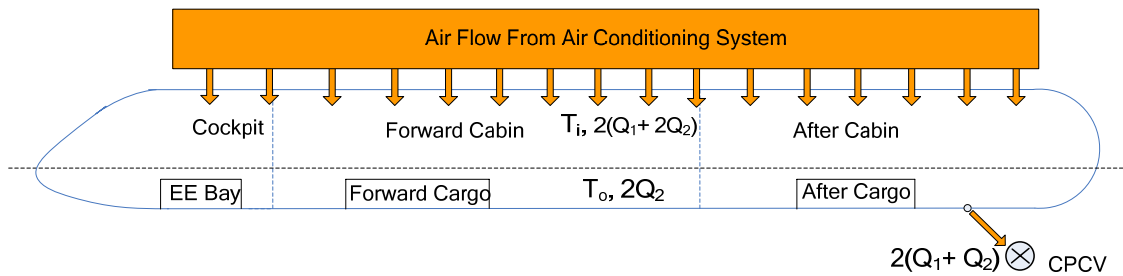 Air Flow From Air Conditioning System
Cockpit
Forward Cabin
Tᵢ, 2(Q₁+ 2Q₂)
After Cabin
EE Bay
Forward Cargo
Tₒ, 2Q₂
After Cargo
2(Q₁+ Q₂)
CPCV